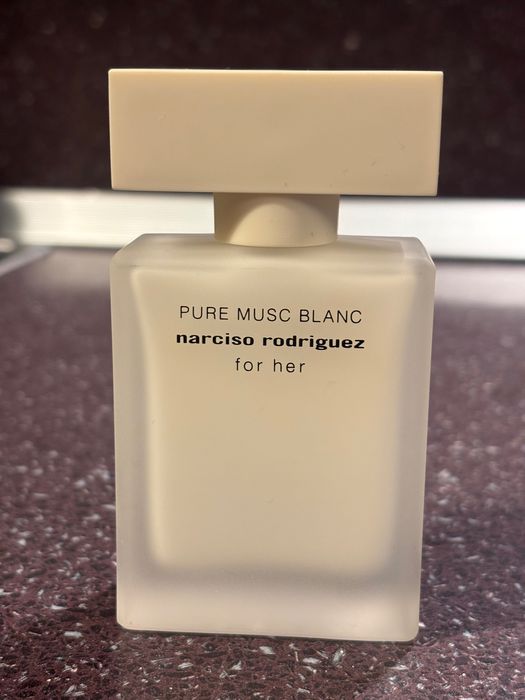 PURE MUSC BLANC
narciso rodriguez
for her